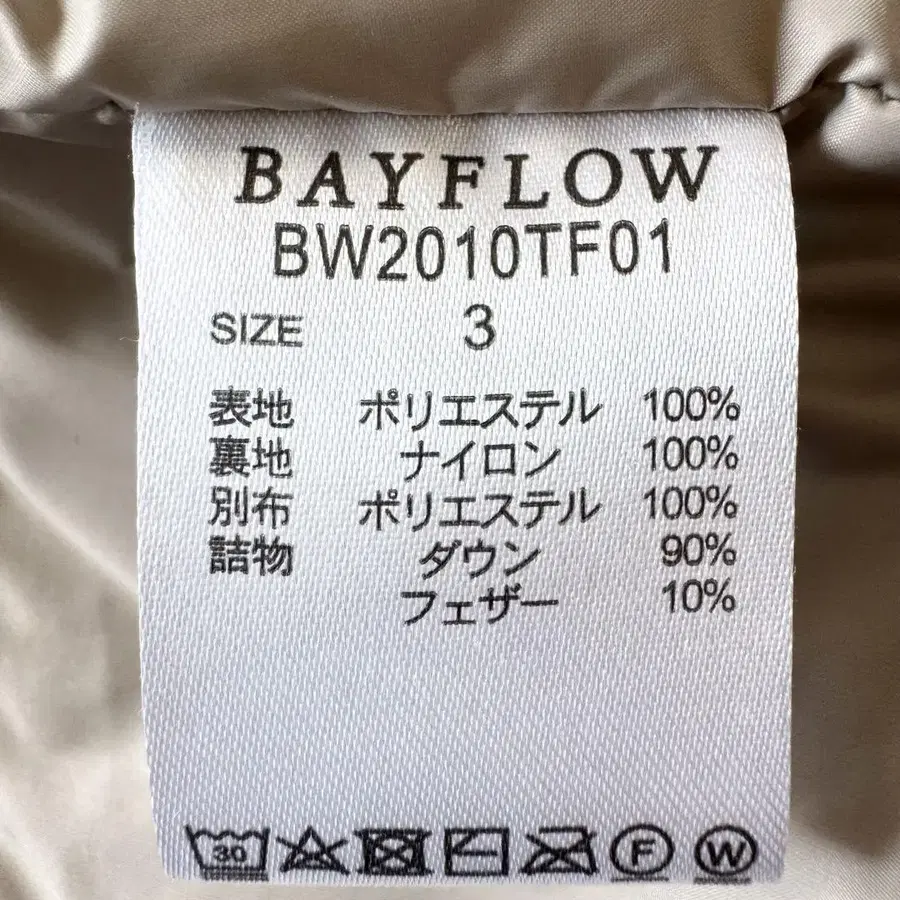 BAYFLOW
BW2010TF01
SIZE 3
表地 ポリエステル 100%
裏地 ナイロン 100%
別布 ポリエステル 100%
詰物 ダウン 90%
フェザー 10%
30 F W